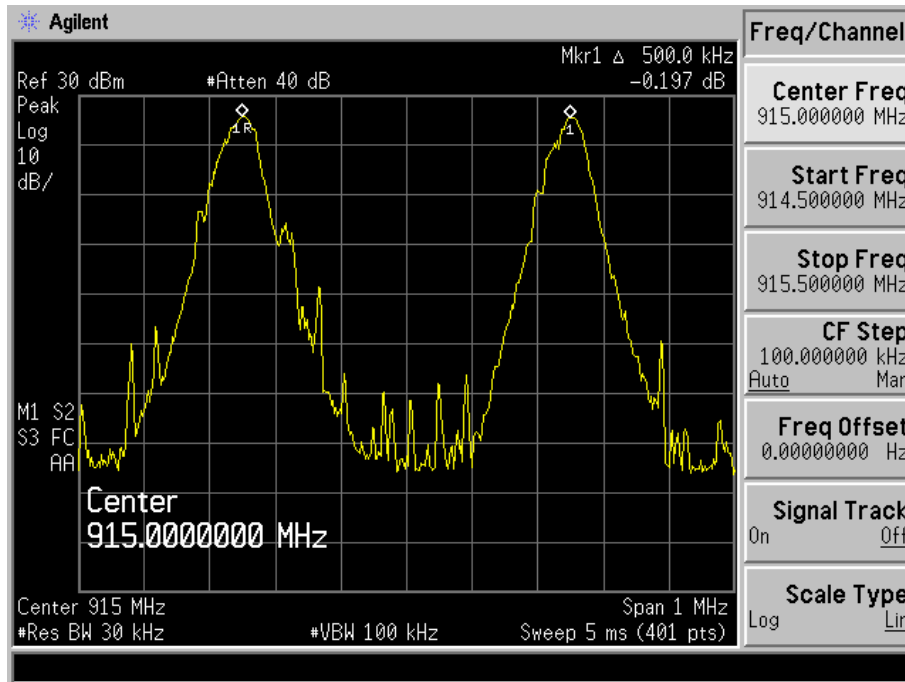 Agilent
Freq/Channel
Mkr1 Δ 500.0 kHz
Ref 30 dBm #Atten 40 dB -0.197 dB
Peak
Log
10
dB/
1R
1
M1 S2
S3 FC
AA
Center
915.0000000 MHz
Center 915 MHz Span 1 MHz
#Res BW 30 kHz #VBW 100 kHz Sweep 5 ms (401 pts)
Center Freq
915.000000 MHz
Start Freq
914.500000 MHz
Stop Freq
915.500000 MHz
CF Step
100.000000 kHz
Auto Man
Freq Offset
0.00000000 Hz
Signal Track
On Off
Scale Type
Log Lin